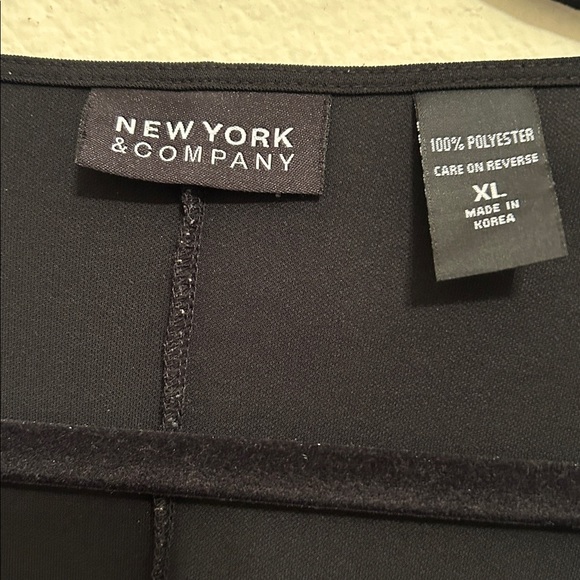 NEW YORK
& COMPANY
100% POLYESTER
CARE ON REVERSE
XL
MADE IN
KOREA